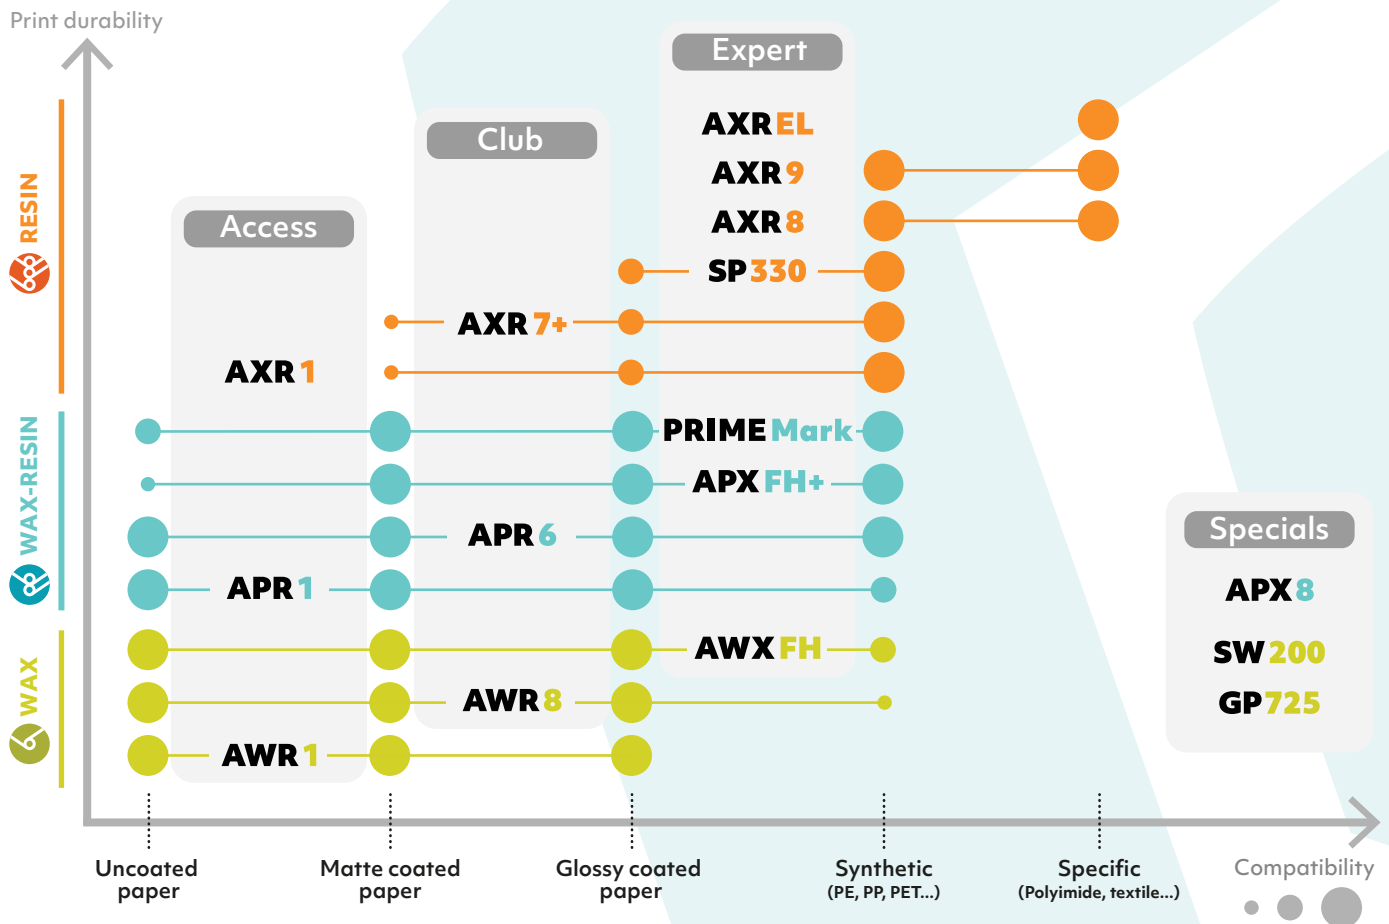 Print durability
Expert
AXR EL
Club
AXR 9
RESIN
AXR 8
Access
SP 330
AXR 7+
AXR 1
WAX-RESIN
PRIME Mark
APX FH+
Specials
APR 6
APR 1
APX 8
WAX
AWX FH
SW 200
AWR 8
GP 725
AWR 1
Uncoated
paper
Matte coated
paper
Glossy coated
paper
Synthetic
(PE, PP, PET...)
Specific
(Polyimide, textile...)
Compatibility